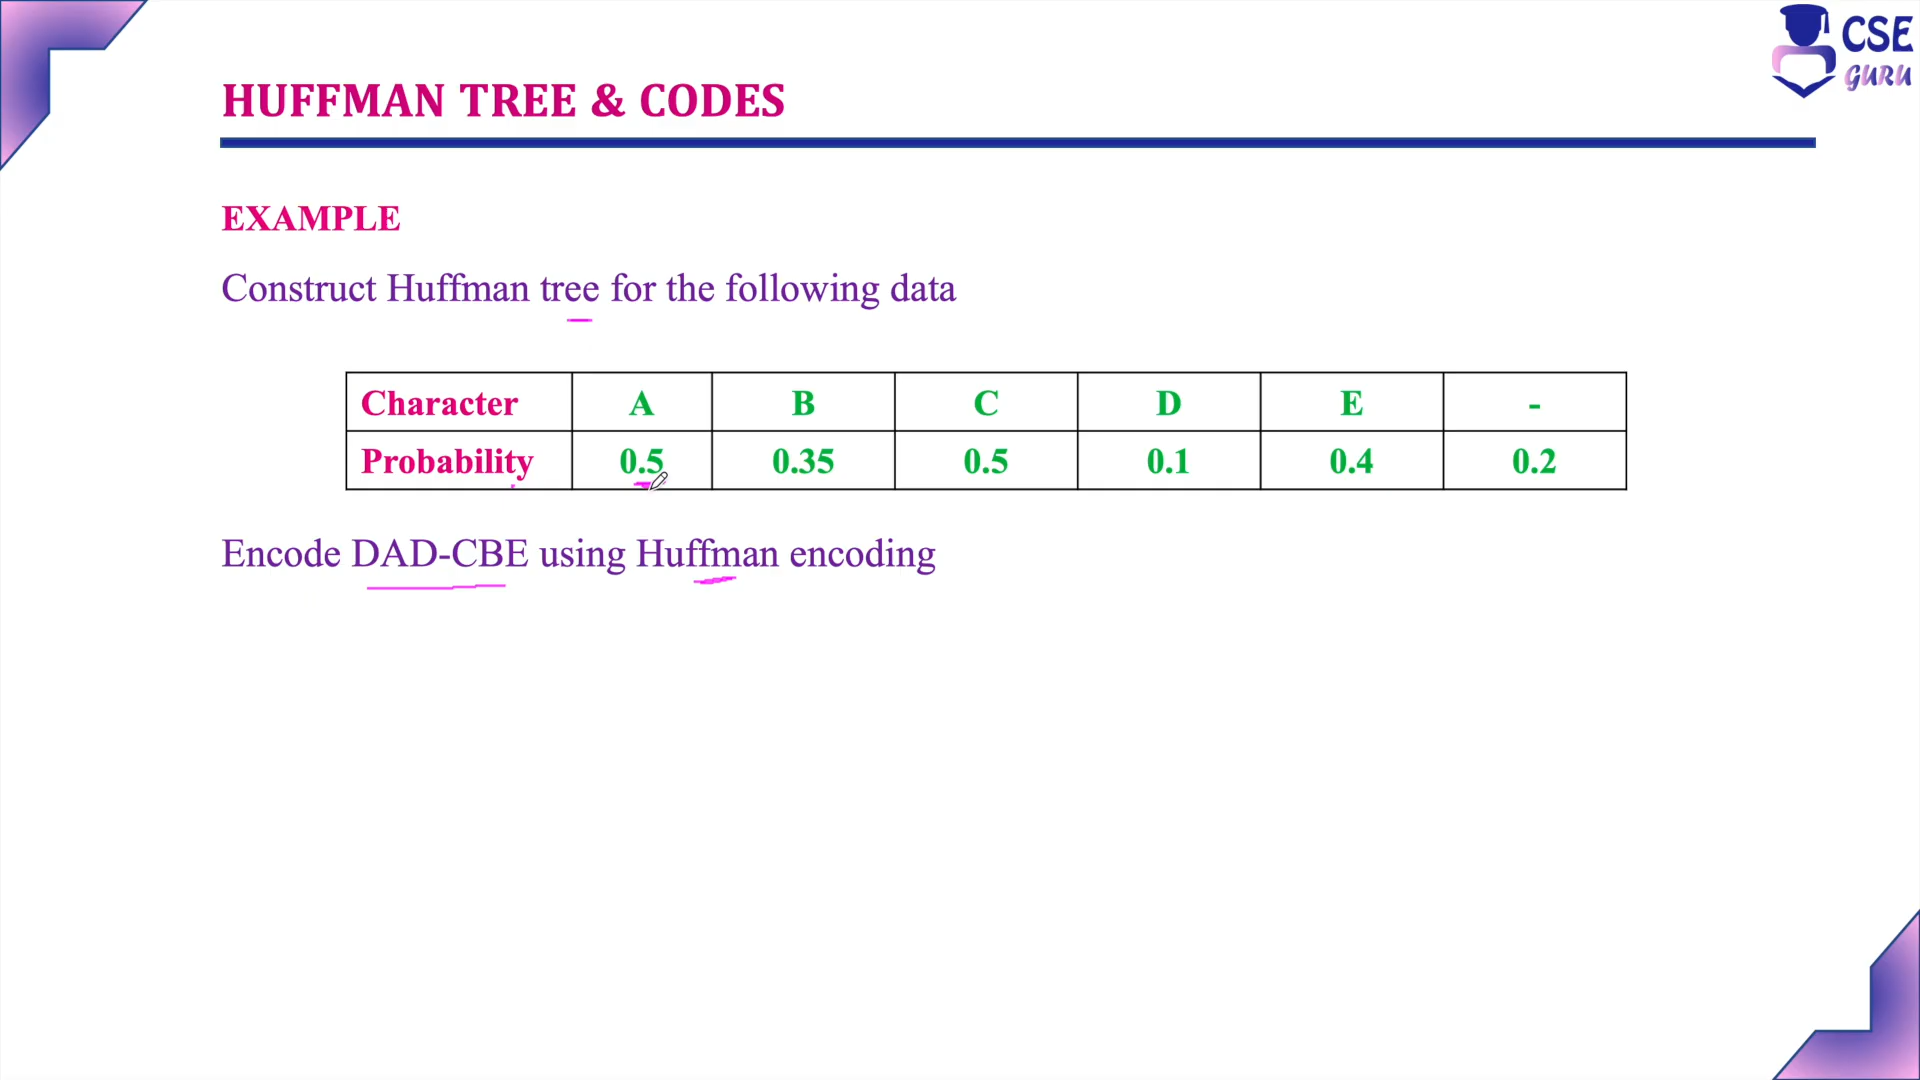 CSE
GURU
HUFFMAN TREE & CODES
EXAMPLE
Construct Huffman tree for the following data
Character A B C D E -
Probability 0.5 0.35 0.5 0.1 0.4 0.2
Encode DAD-CBE using Huffman encoding